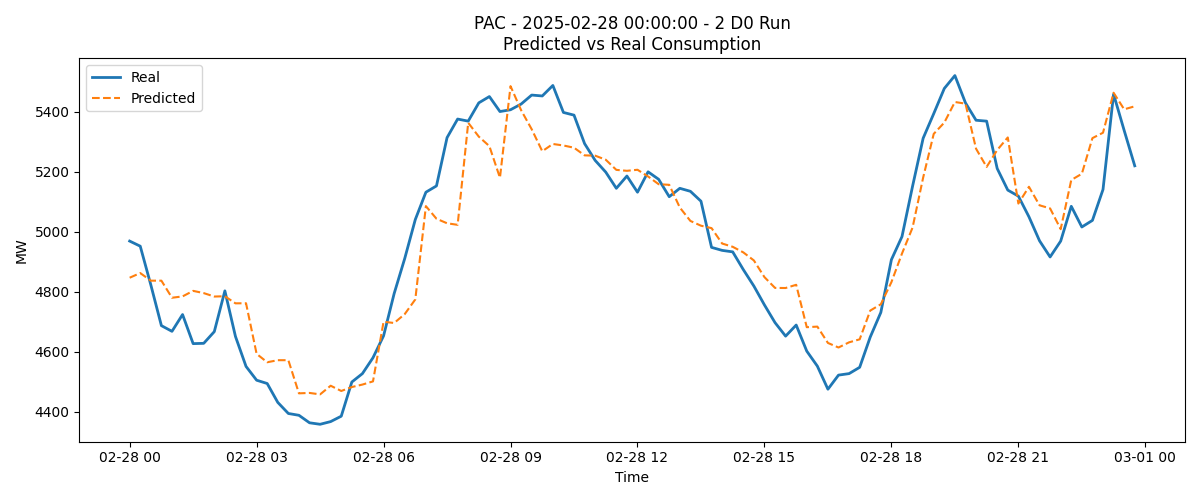 PAC - 2025-02-28 00:00:00 - 2 D0 Run
Predicted vs Real Consumption
Real
Predicted
MW
5400
5200
5000
4800
4600
4400
02-28 00
02-28 03
02-28 06
02-28 09
02-28 12
02-28 15
02-28 18
02-28 21
03-01 00
Time